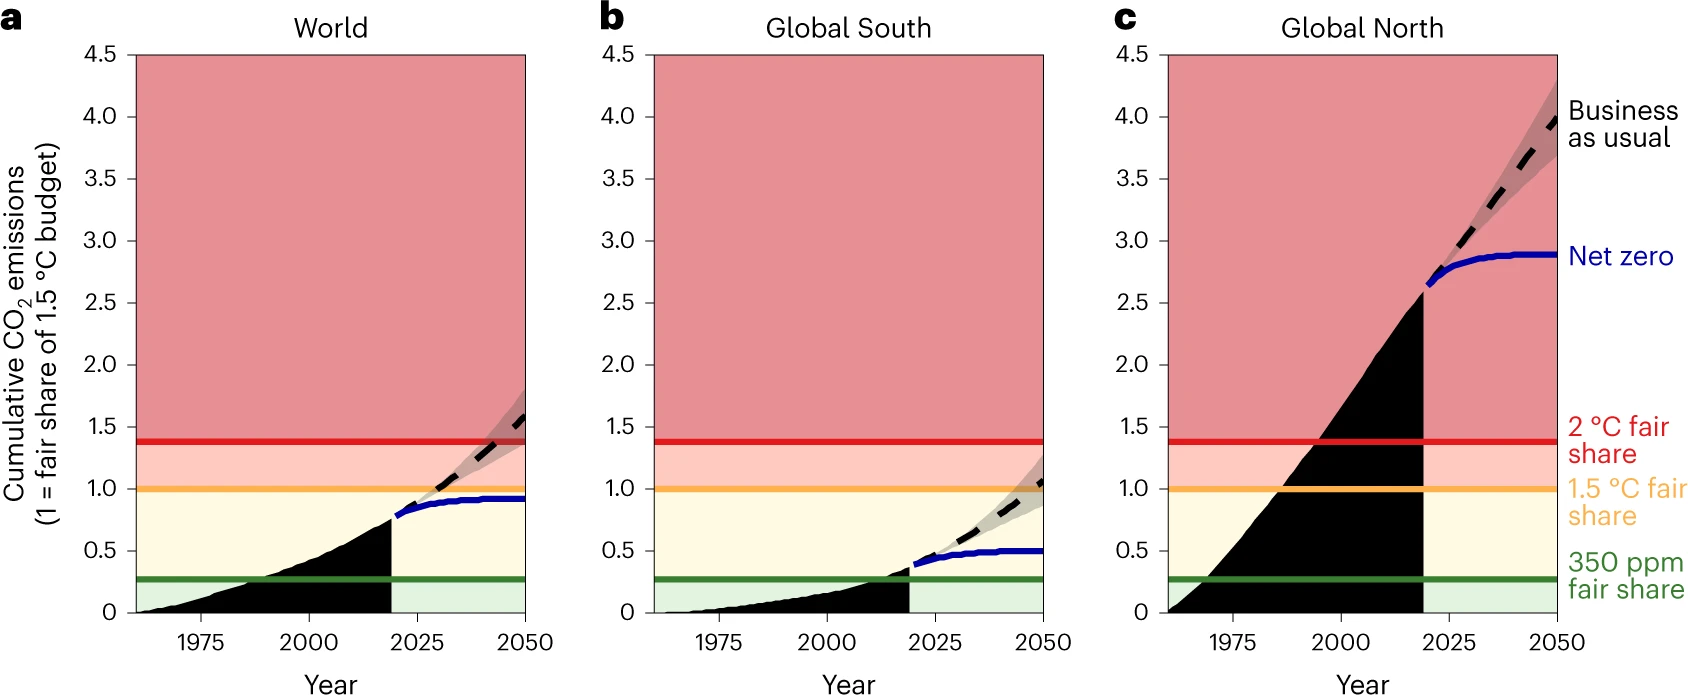 a
World
Cumulative CO₂ emissions
(1 = fair share of 1.5 °C budget)
4.5
4.0
3.5
3.0
2.5
2.0
1.5
1.0
0.5
0
1975 2000 2025 2050
Year
b
Global South
4.5
4.0
3.5
3.0
2.5
2.0
1.5
1.0
0.5
0
1975 2000 2025 2050
Year
c
Global North
4.5
4.0
3.5
3.0
2.5
2.0
1.5
1.0
0.5
0
1975 2000 2025 2050
Year
Business
as usual
Net zero
2 °C fair
share
1.5 °C fair
share
350 ppm
fair share